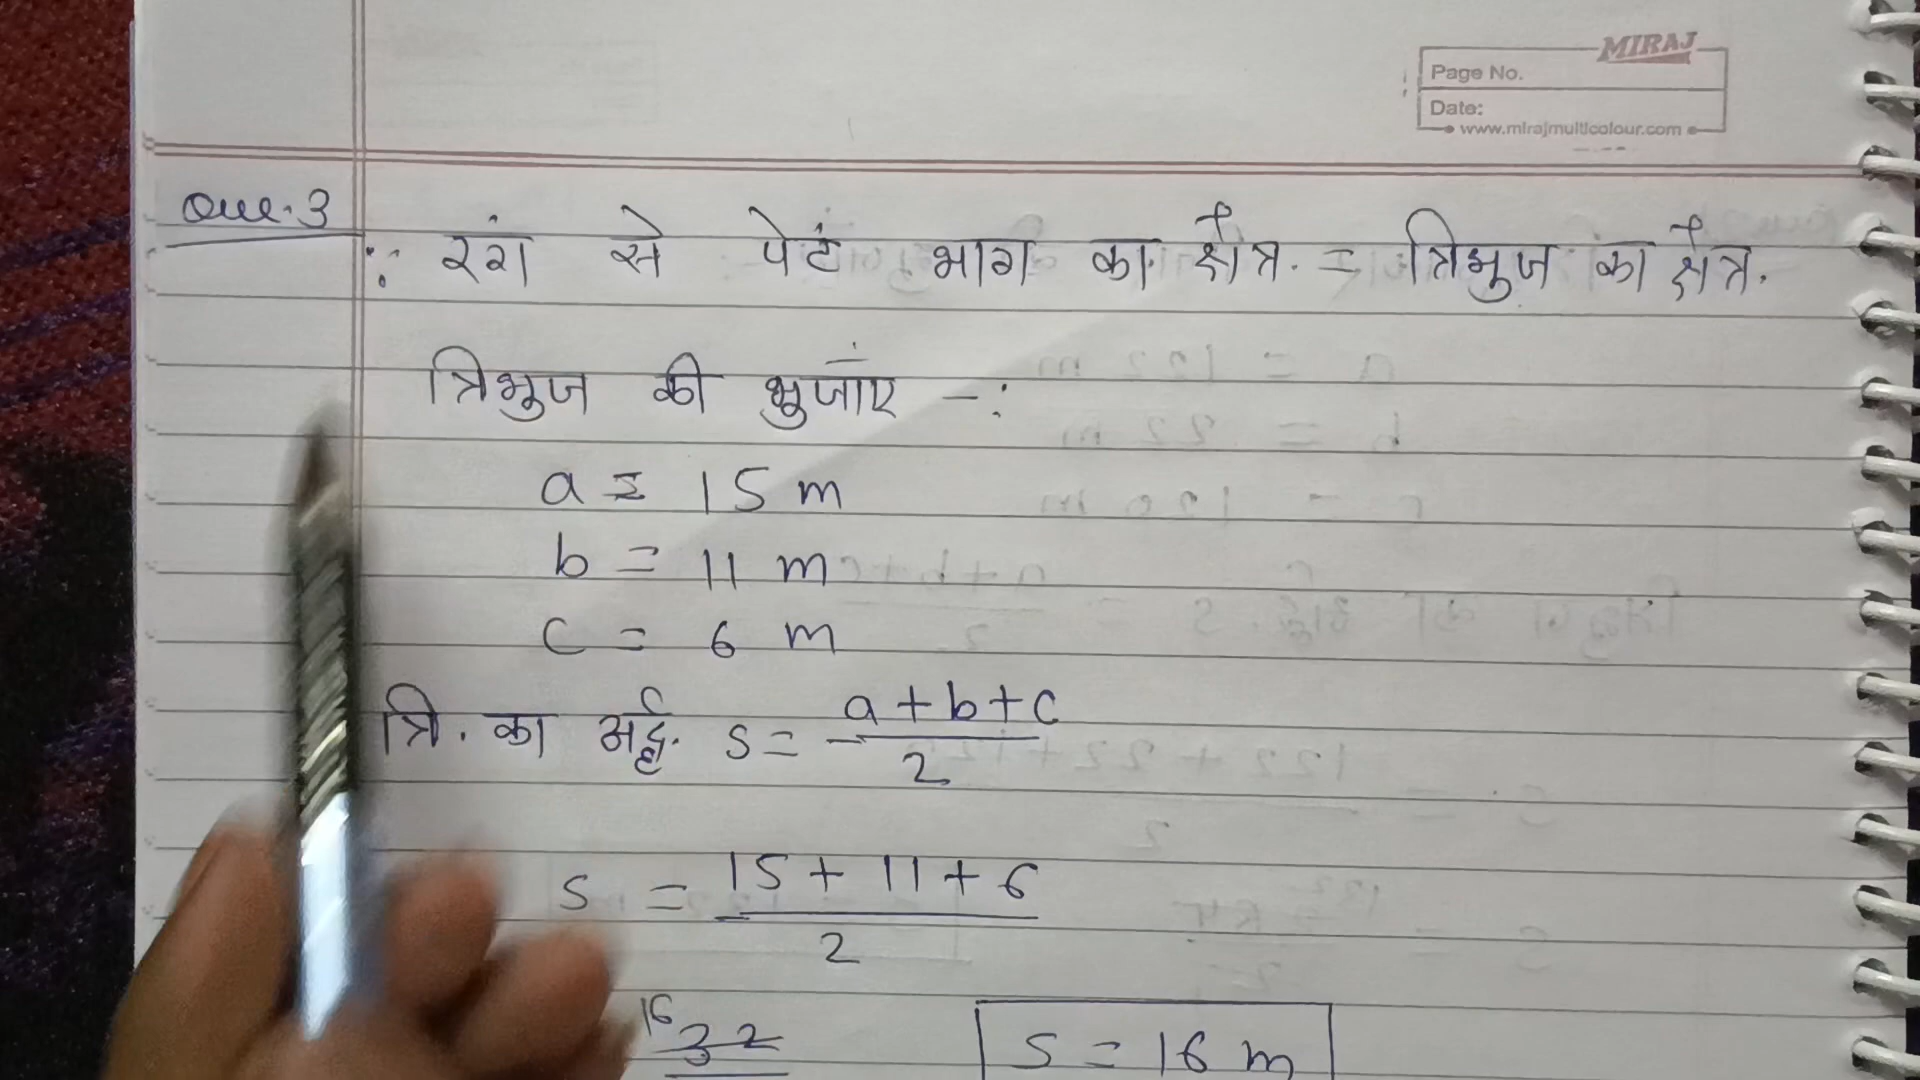 MIRAJ
Page No.
Date:
www.mirajmulticolour.com
Que.3
∵ रंग से पेटं भाग का क्षेत्र. = त्रिभुज का क्षेत्र.
त्रिभुज की भुजांए -:
a = 15 m
b = 11 m
c = 6 m
त्रि. का अर्द्ध. s = a+b+c
2
s = 15 + 11 + 6
2
16
32
s = 16 m